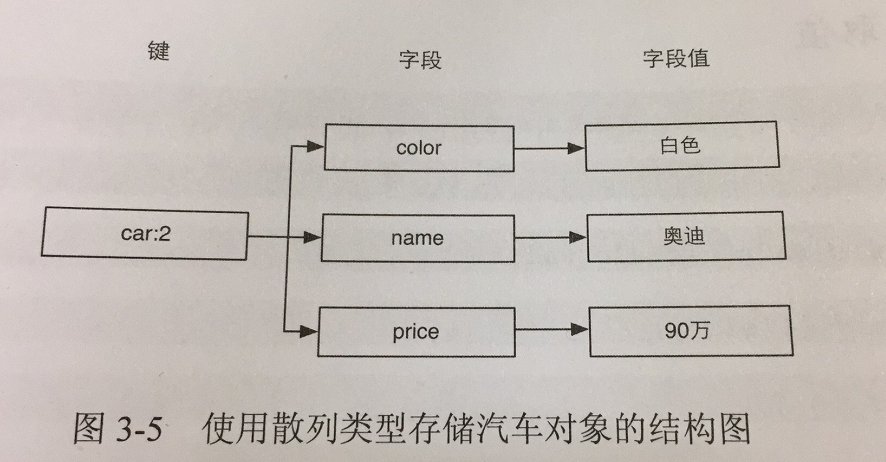 键 字段 字段值
color 白色
car:2 name 奥迪
price 90万
图 3-5 使用散列类型存储汽车对象的结构图